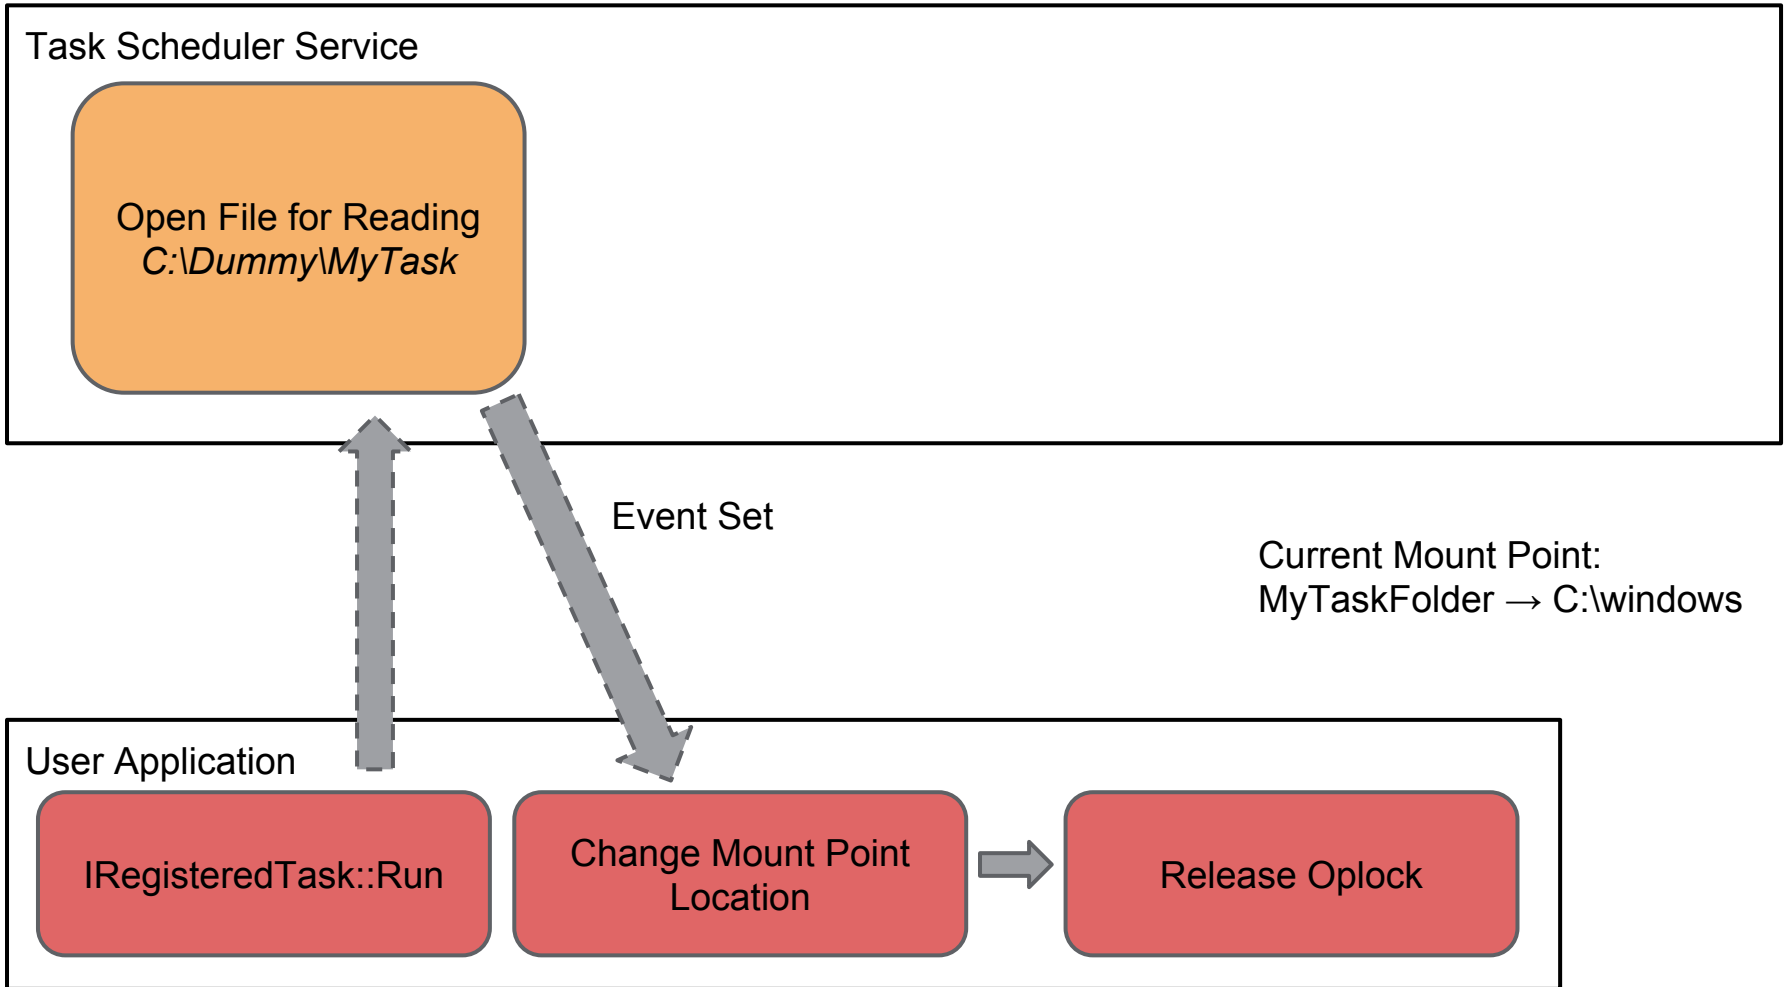 Task Scheduler Service
Open File for Reading
C:\Dummy\MyTask
Event Set
Current Mount Point:
MyTaskFolder → C:\windows
User Application
IRegisteredTask::Run
Change Mount Point
Location
Release Oplock